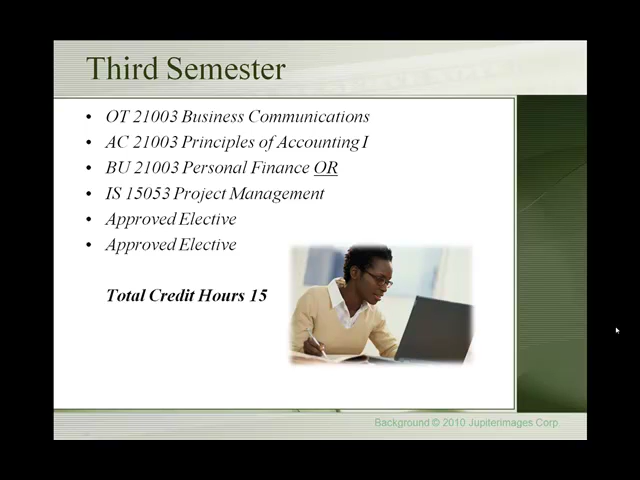 Third Semester
• OT 21003 Business Communications
• AC 21003 Principles of Accounting I
• BU 21003 Personal Finance OR
• IS 15053 Project Management
• Approved Elective
• Approved Elective
Total Credit Hours 15
Background © 2010 Jupiterimages Corp.